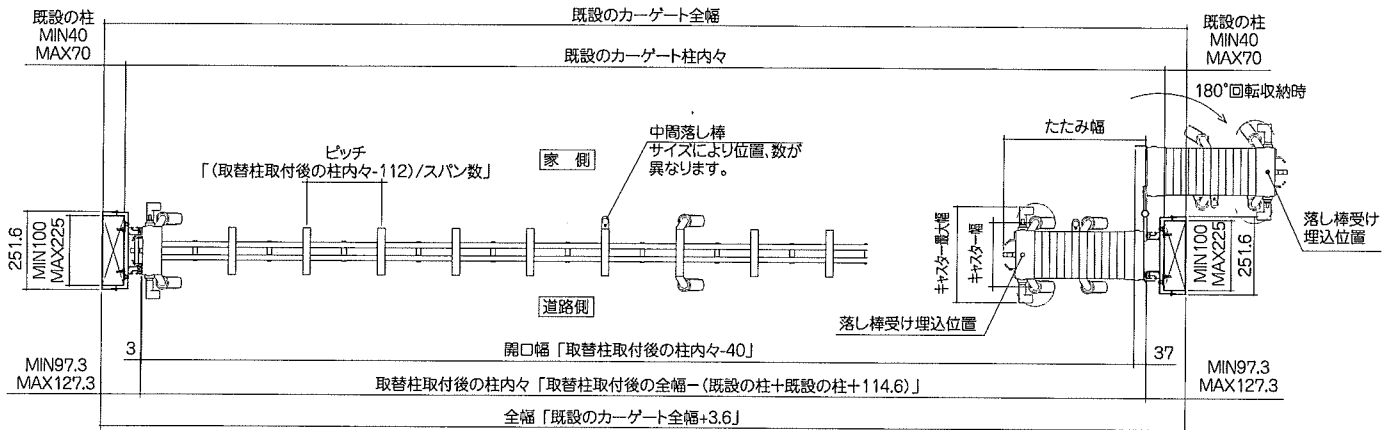 既設の柱
MIN40
MAX70
既設のカーゲート全幅
既設の柱
MIN40
MAX70
既設のカーゲート柱内々
180°回転収納時
たたみ幅
中間落し棒
サイズにより位置、数が
異なります。
ピッチ
「(取替柱取付後の柱内々-112)/スパン数」
家 側
落し棒受け
埋込位置
251.6
MIN100
MAX225
キャスター最大幅
キャスター幅
MIN100
MAX225
251.6
道路側
落し棒受け埋込位置
3
開口幅「取替柱取付後の柱内々-40」
37
MIN97.3
MAX127.3
取替柱取付後の柱内々「取替柱取付後の全幅-(既設の柱+既設の柱+114.6)」
MIN97.3
MAX127.3
全幅「既設のカーゲート全幅+3.6」